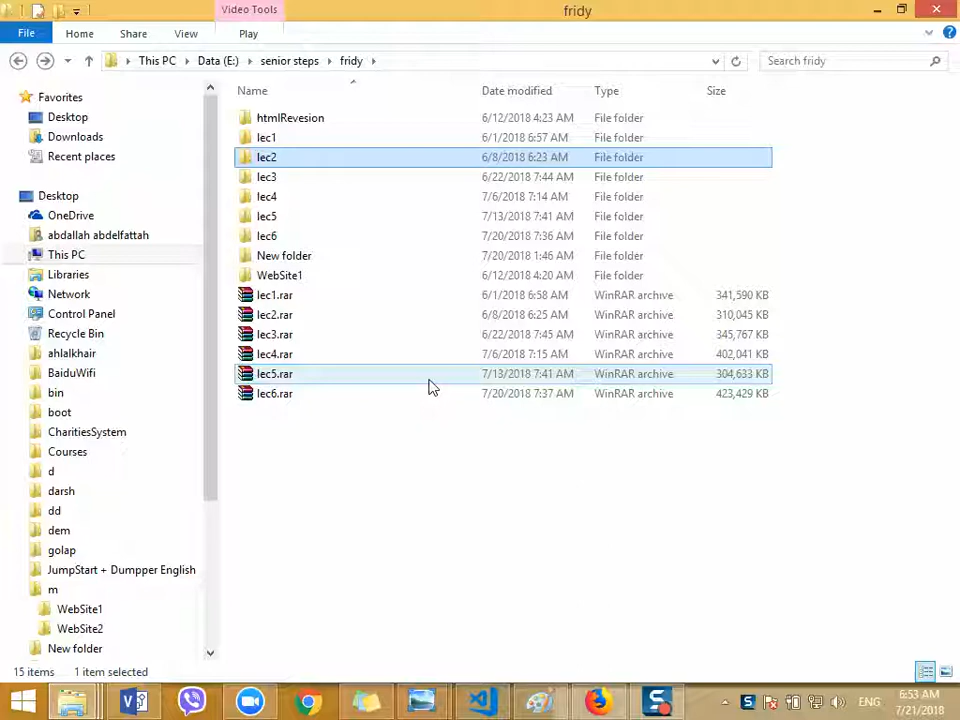 Video Tools
fridy
File Home Share View Play
This PC Data (E:) senior steps fridy
Search fridy
Name Date modified Type Size
Favorites
Desktop
Downloads
Recent places
Desktop
OneDrive
abdallah abdelfattah
This PC
Libraries
Network
Control Panel
Recycle Bin
ahlalkhair
BaiduWifi
bin
boot
CharitiesSystem
Courses
d
darsh
dd
dem
golap
JumpStart + Dumpper English
m
WebSite1
WebSite2
New folder
htmlRevesion 6/12/2018 4:23 AM File folder
lec1 6/1/2018 6:57 AM File folder
lec2 6/8/2018 6:23 AM File folder
lec3 6/22/2018 7:44 AM File folder
lec4 7/6/2018 7:14 AM File folder
lec5 7/13/2018 7:41 AM File folder
lec6 7/20/2018 7:36 AM File folder
New folder 7/20/2018 1:46 AM File folder
WebSite1 6/12/2018 4:20 AM File folder
lec1.rar 6/1/2018 6:58 AM WinRAR archive 341,590 KB
lec2.rar 6/8/2018 6:25 AM WinRAR archive 310,045 KB
lec3.rar 6/22/2018 7:45 AM WinRAR archive 345,767 KB
lec4.rar 7/6/2018 7:15 AM WinRAR archive 402,041 KB
lec5.rar 7/13/2018 7:41 AM WinRAR archive 304,633 KB
lec6.rar 7/20/2018 7:37 AM WinRAR archive 423,429 KB
15 items 1 item selected
ENG
6:53 AM
7/21/2018